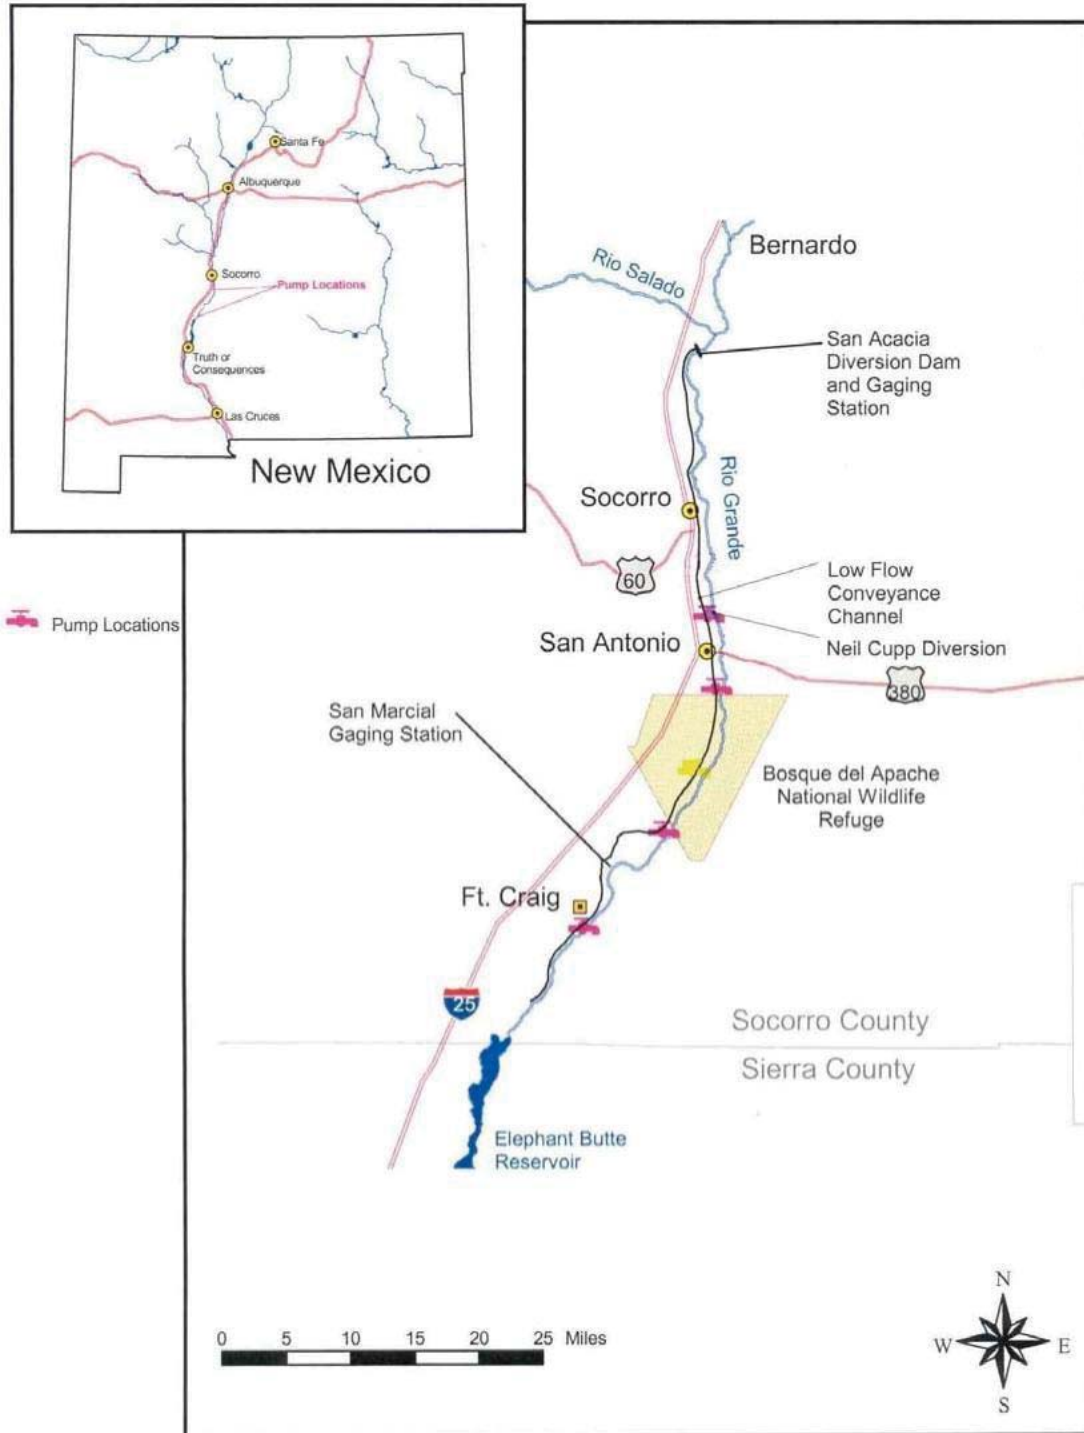 Santa Fe
Albuquerque
Socorro
Pump Locations
Truth or
Consequences
Las Cruces
New Mexico
Bernardo
Rio Salado
San Acacia
Diversion Dam
and Gaging
Station
Rio Grande
Socorro
60
Low Flow
Conveyance
Channel
Pump Locations
San Antonio
Neil Cupp Diversion
380
San Marcial
Gaging Station
Bosque del Apache
National Wildlife
Refuge
Ft. Craig
25
Socorro County
Sierra County
Elephant Butte
Reservoir
0 5 10 15 20 25 Miles
N
W E
S